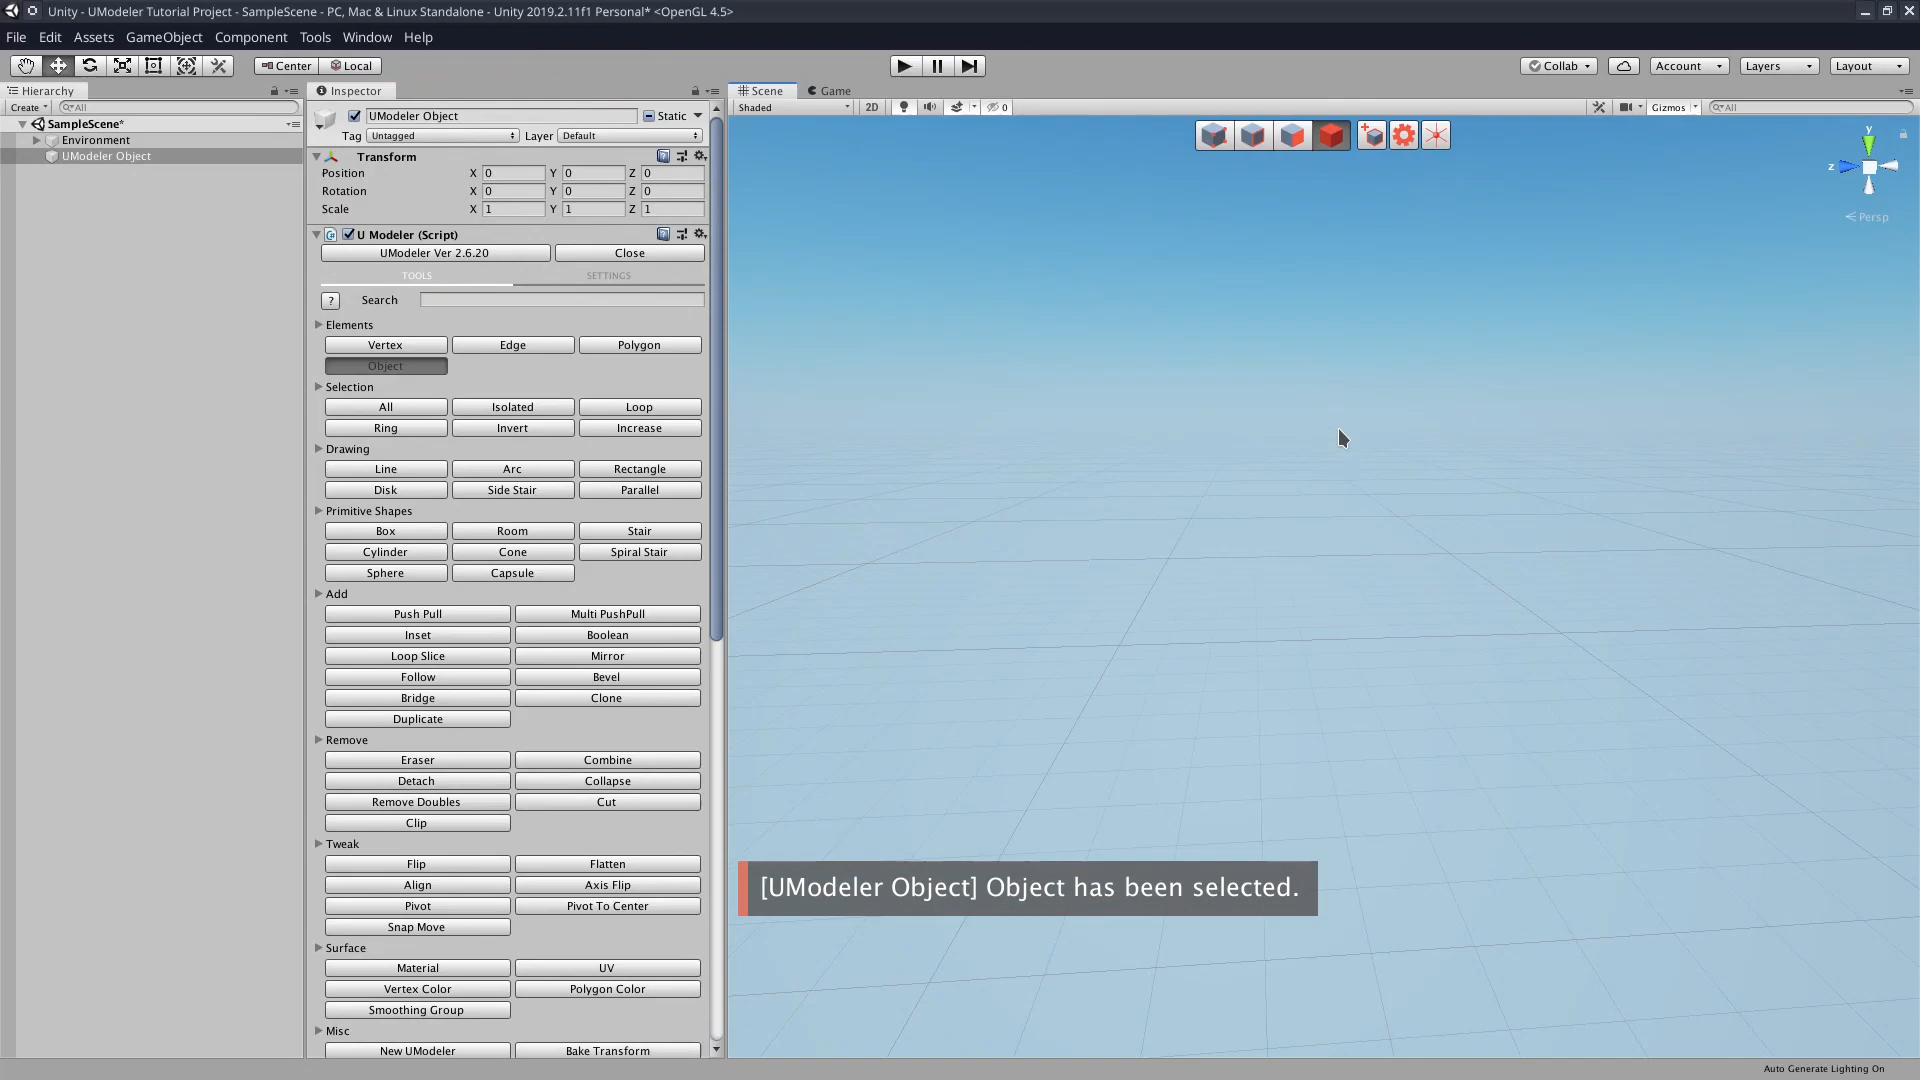 Unity - UModeler Tutorial Project - SampleScene - PC, Mac & Linux Standalone - Unity 2019.2.11f1 Personal* <OpenGL 4.5>
File Edit Assets GameObject Component Tools Window Help
Center Local Collab Account Layers Layout
Hierarchy Inspector Scene Game
Create All
Shaded 2D 0 Gizmos All
SampleScene*
Environment
UModeler Object
UModeler Object Static
Tag Untagged Layer Default
Transform
Position X 0 Y 0 Z 0
Rotation X 0 Y 0 Z 0
Scale X 1 Y 1 Z 1
U Modeler (Script)
UModeler Ver 2.6.20 Close
TOOLS SETTINGS
? Search
Elements
Vertex Edge Polygon
Object
Selection
All Isolated Loop
Ring Invert Increase
Drawing
Line Arc Rectangle
Disk Side Stair Parallel
Primitive Shapes
Box Room Stair
Cylinder Cone Spiral Stair
Sphere Capsule
Add
Push Pull Multi PushPull
Inset Boolean
Loop Slice Mirror
Follow Bevel
Bridge Clone
Duplicate
Remove
Eraser Combine
Detach Collapse
Remove Doubles Cut
Clip
Tweak
Flip Flatten
Align Axis Flip
Pivot Pivot To Center
Snap Move
Surface
Material UV
Vertex Color Polygon Color
Smoothing Group
Misc
New UModeler Bake Transform
y
z
Persp
[UModeler Object] Object has been selected.
Auto Generate Lighting On